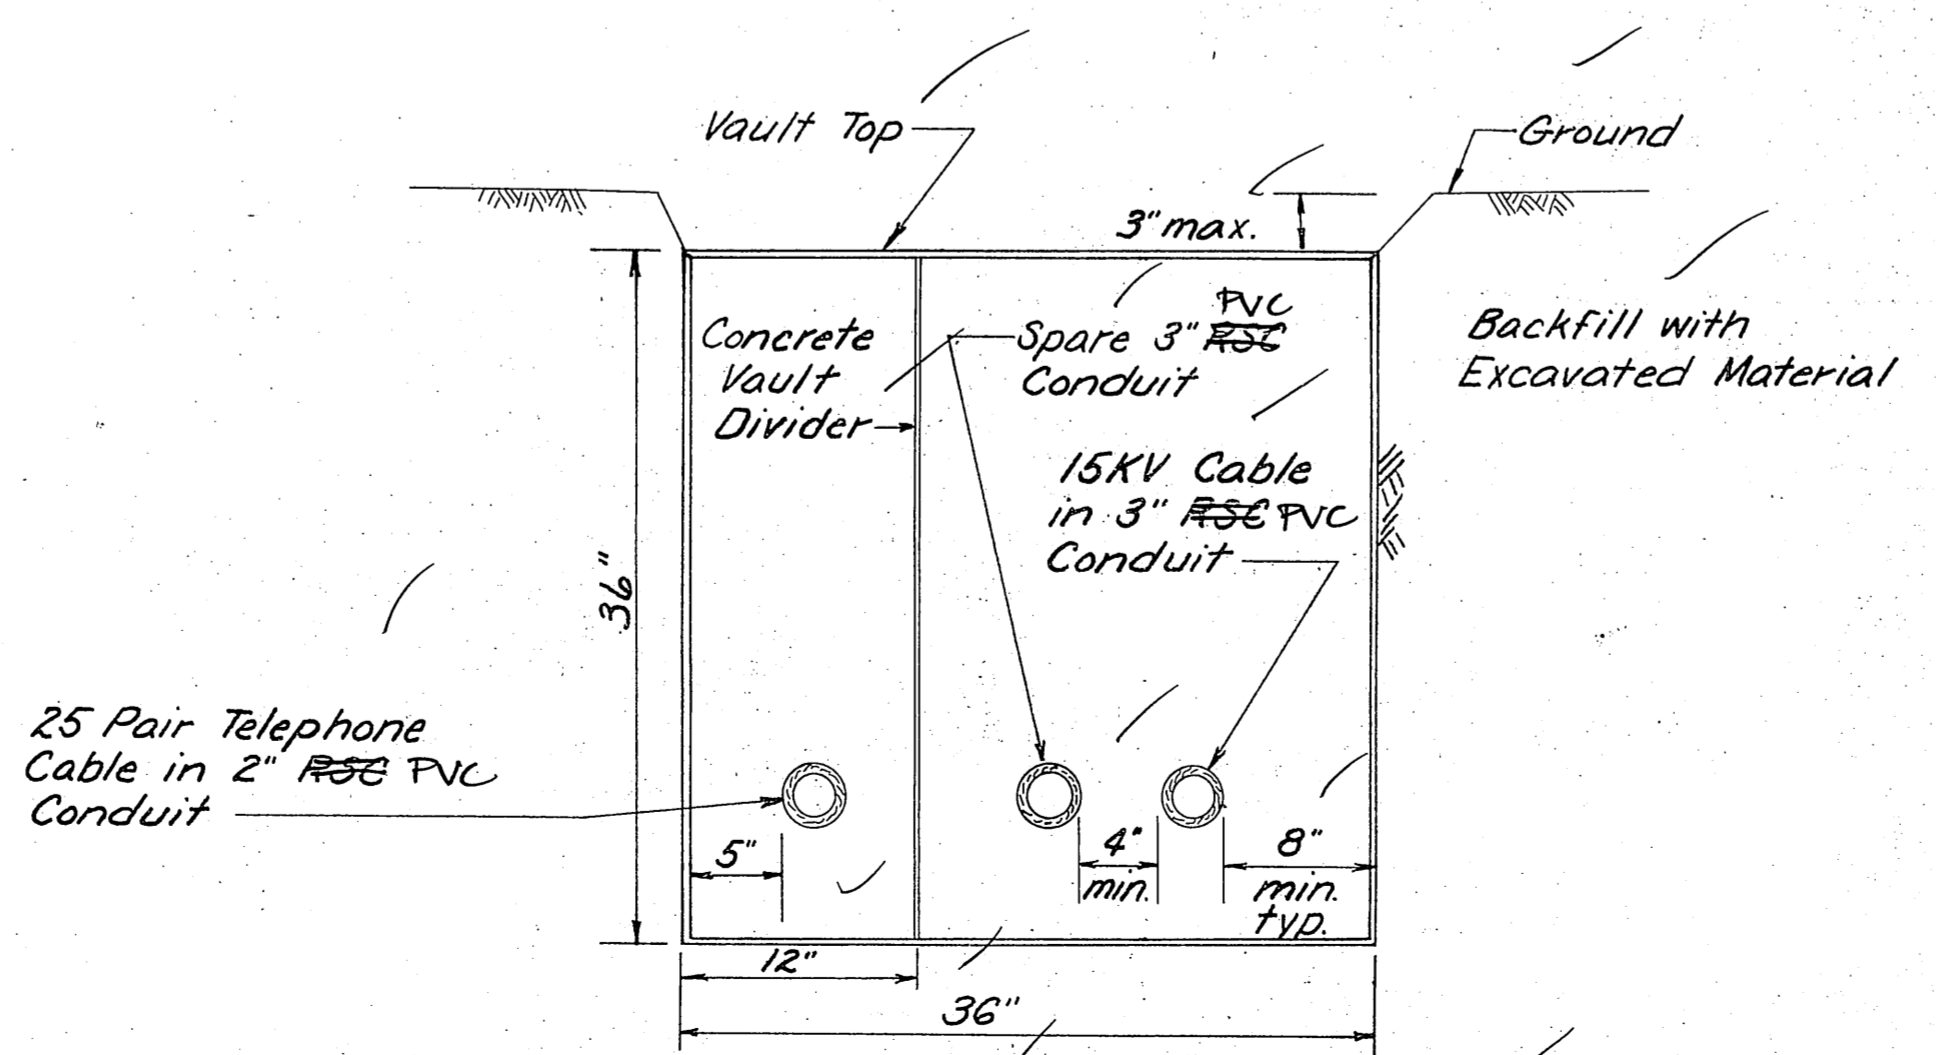 Vault Top
Ground
3" max.
PVC
Concrete
Vault
Divider
Spare 3" RSC
Conduit
Backfill with
Excavated Material
15KV Cable
in 3" RSC PVC
Conduit
36"
25 Pair Telephone
Cable in 2" RSC PVC
Conduit
5"
4"
min.
8"
min.
typ.
12"
36"